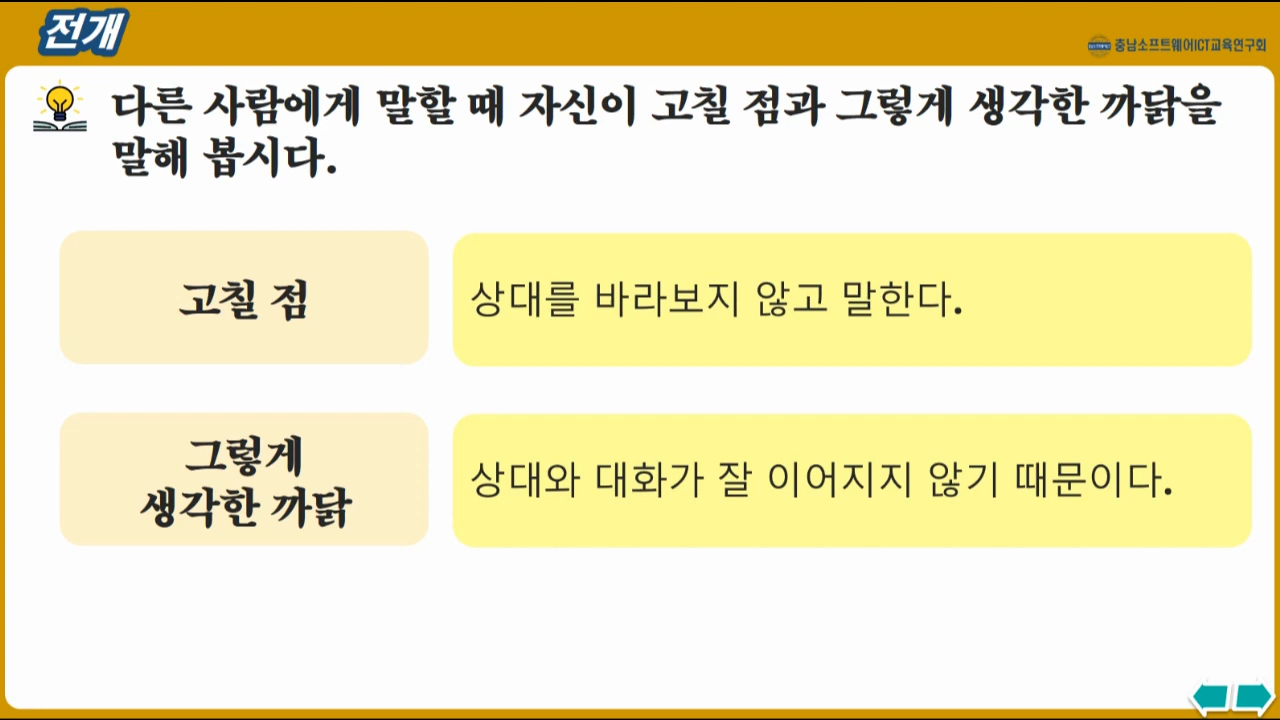 전개
충남소프트웨어ICT교육연구회
다른 사람에게 말할 때 자신이 고칠 점과 그렇게 생각한 까닭을
말해 봅시다.
고칠 점
상대를 바라보지 않고 말한다.
그렇게
생각한 까닭
상대와 대화가 잘 이어지지 않기 때문이다.